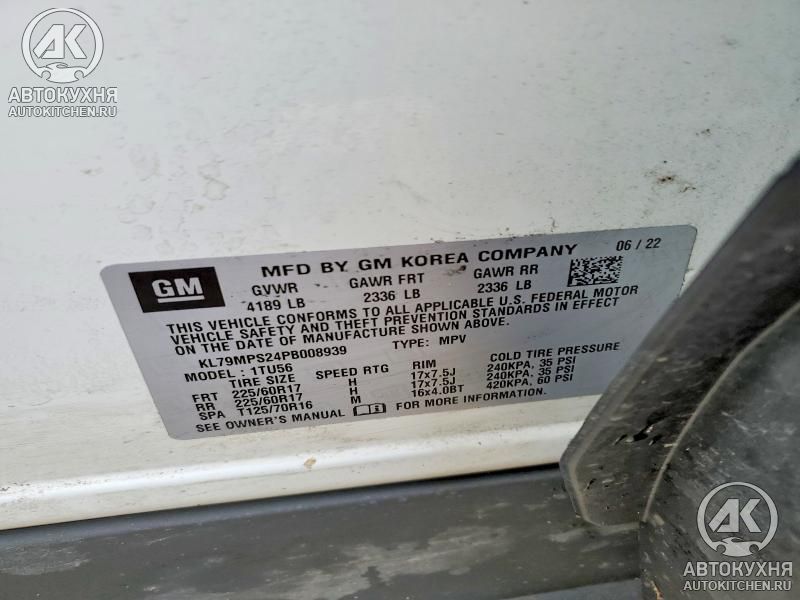 AK
АВТОКУХНЯ
AUTOKITCHEN.RU
GM
MFD BY GM KOREA COMPANY 06 / 22
GVWR GAWR FRT GAWR RR
4189 LB 2336 LB 2336 LB
THIS VEHICLE CONFORMS TO ALL APPLICABLE U.S. FEDERAL MOTOR
VEHICLE SAFETY AND THEFT PREVENTION STANDARDS IN EFFECT
ON THE DATE OF MANUFACTURE SHOWN ABOVE.
KL79MPS24PB008939 TYPE: MPV
MODEL: 1TU56
TIRE SIZE SPEED RTG RIM COLD TIRE PRESSURE
FRT 225/60R17 H 17x7.5J 240KPA, 35 PSI
RR 225/60R17 H 17x7.5J 240KPA, 35 PSI
SPA T125/70R16 M 16x4.0BT 420KPA, 60 PSI
SEE OWNER'S MANUAL FOR MORE INFORMATION.
AK
АВТОКУХНЯ
AUTOKITCHEN.RU